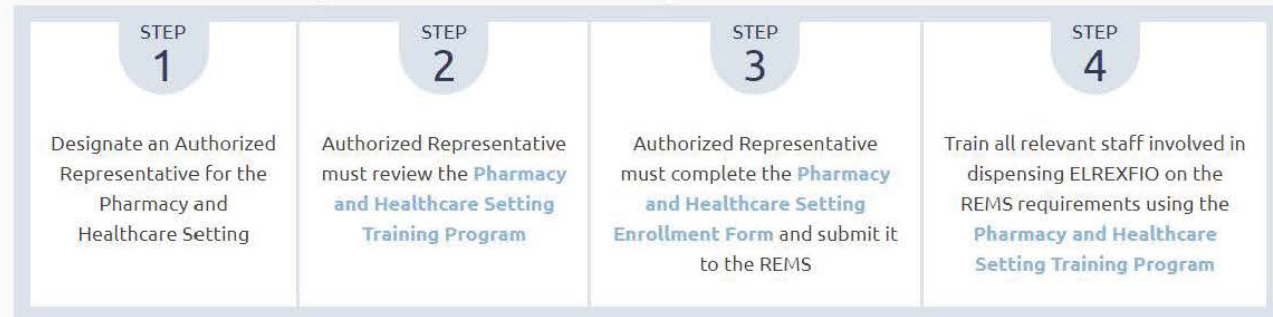 STEP
1
Designate an Authorized
Representative for the
Pharmacy and
Healthcare Setting
STEP
2
Authorized Representative
must review the Pharmacy
and Healthcare Setting
Training Program
STEP
3
Authorized Representative
must complete the Pharmacy
and Healthcare Setting
Enrollment Form and submit it
to the REMS
STEP
4
Train all relevant staff involved in
dispensing ELREXFIO on the
REMS requirements using the
Pharmacy and Healthcare
Setting Training Program